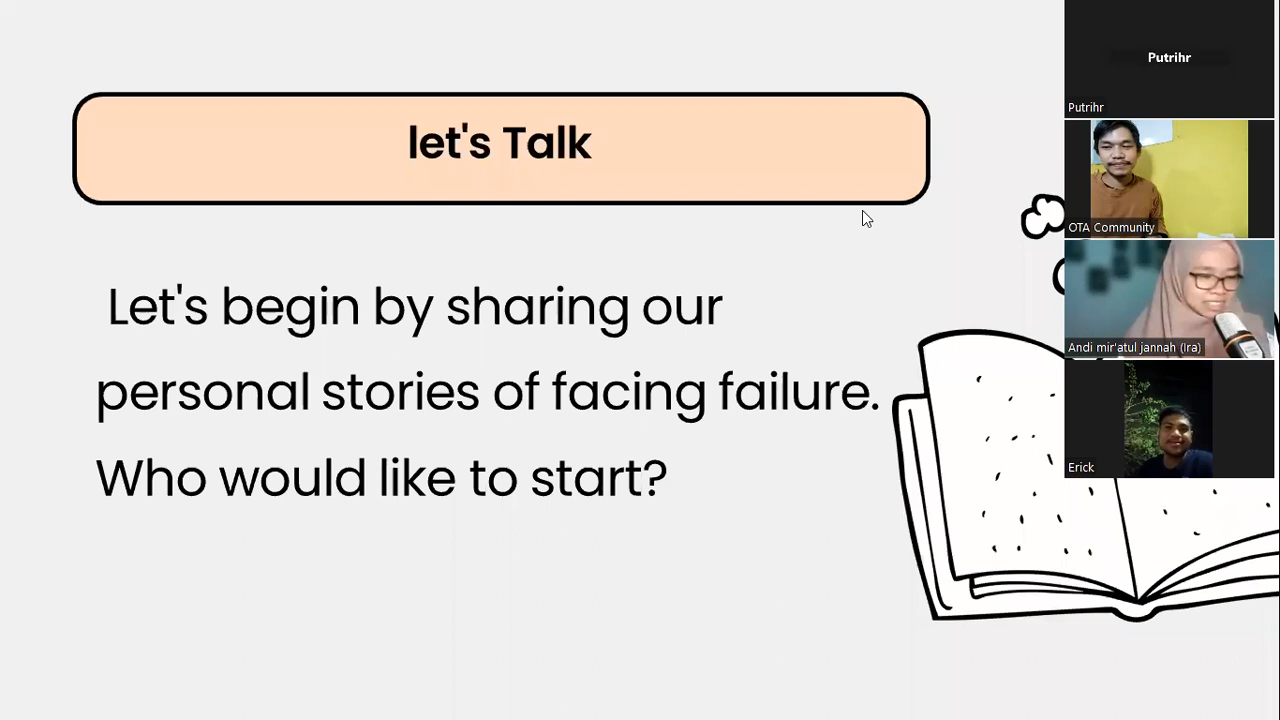 let's Talk
Let's begin by sharing our
personal stories of facing failure.
Who would like to start?
Putrihr
Putrihr
OTA Community
Andi mir'atul jannah (Ira)
Erick